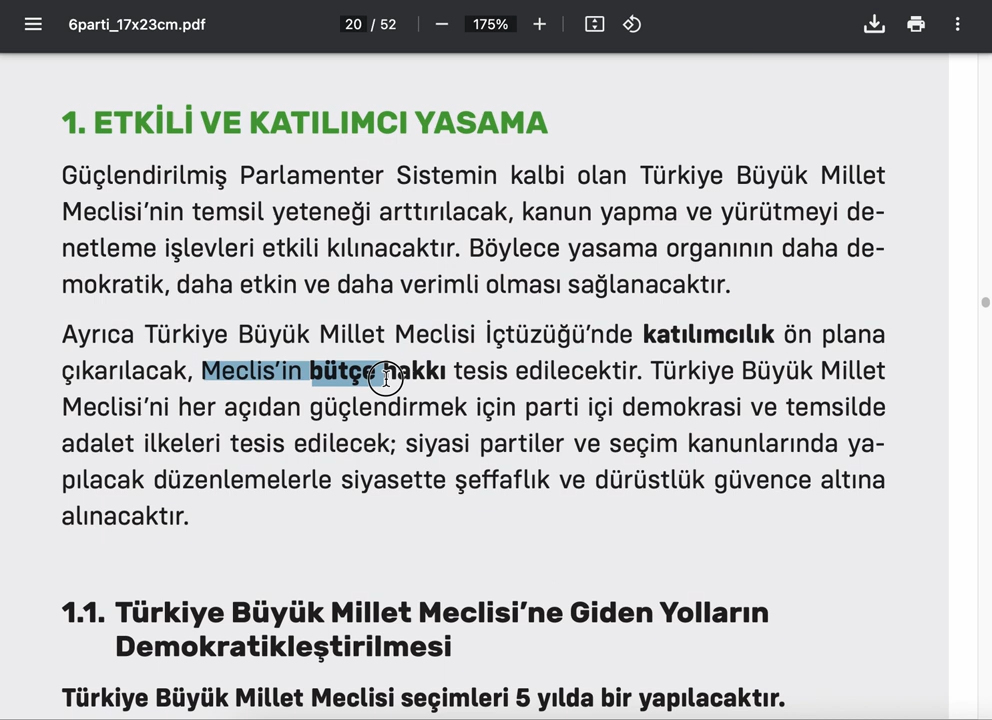 6parti_17x23cm.pdf
20 / 52
175%
1. ETKİLİ VE KATILIMCI YASAMA
Güçlendirilmiş Parlamenter Sistemin kalbi olan Türkiye Büyük Millet
Meclisi’nin temsil yeteneği arttırılacak, kanun yapma ve yürütmeyi de-
netleme işlevleri etkili kılınacaktır. Böylece yasama organının daha de-
mokratik, daha etkin ve daha verimli olması sağlanacaktır.
Ayrıca Türkiye Büyük Millet Meclisi İçtüzüğü’nde katılımcılık ön plana
çıkarılacak, Meclis’in bütçe hakkı tesis edilecektir. Türkiye Büyük Millet
Meclisi’ni her açıdan güçlendirmek için parti içi demokrasi ve temsilde
adalet ilkeleri tesis edilecek; siyasi partiler ve seçim kanunlarında ya-
pılacak düzenlemelerle siyasette şeffaflık ve dürüstlük güvence altına
alınacaktır.
1.1. Türkiye Büyük Millet Meclisi’ne Giden Yolların
Demokratikleştirilmesi
Türkiye Büyük Millet Meclisi seçimleri 5 yılda bir yapılacaktır.